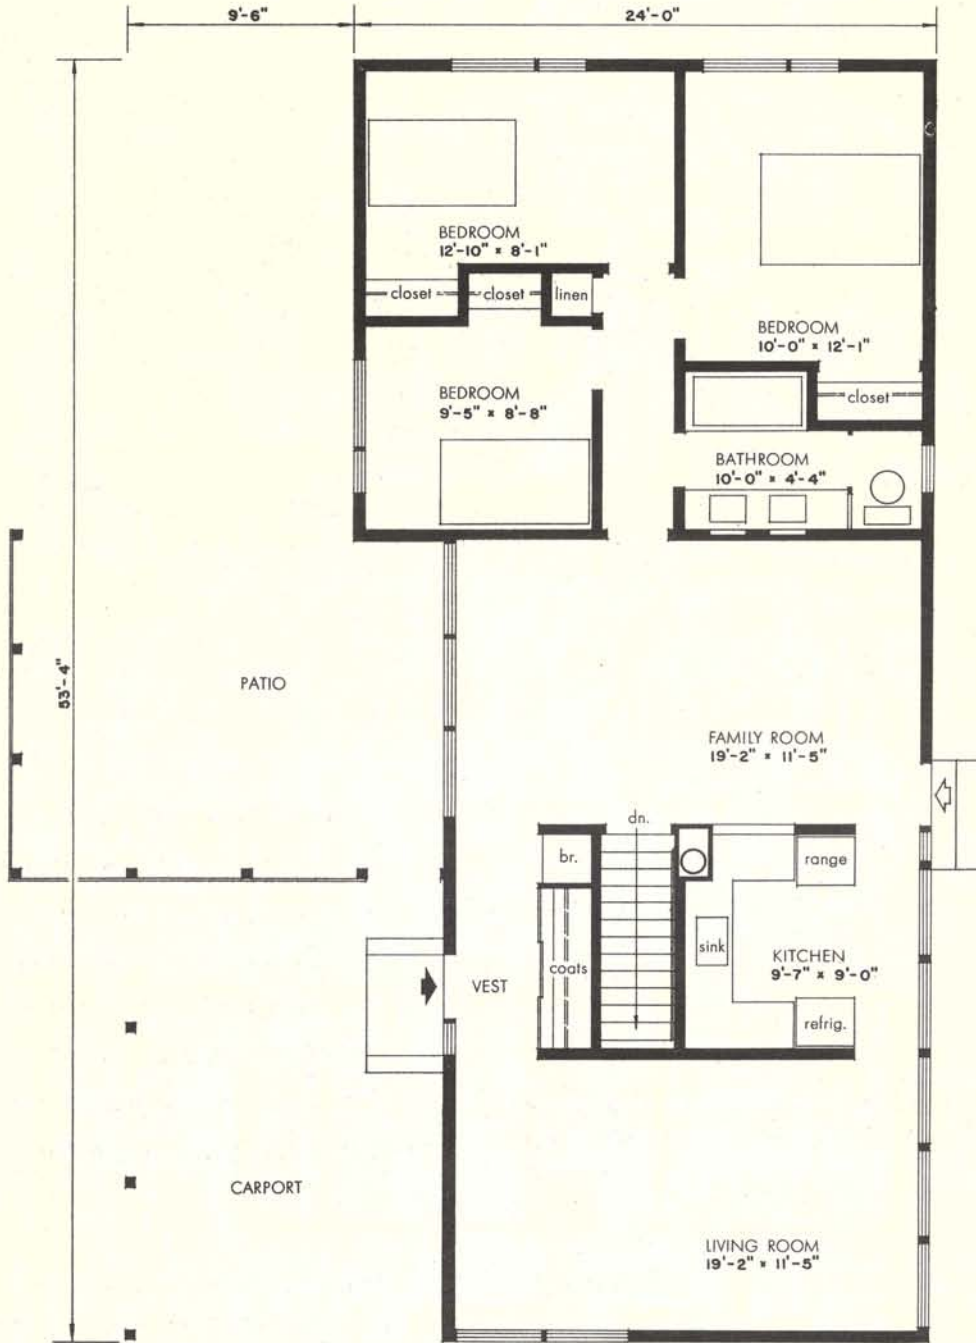 9'-6"
24'-0"
BEDROOM
12'-10" x 8'-1"
closet
closet
linen
BEDROOM
10'-0" x 12'-1"
closet
BEDROOM
9'-5" x 8'-8"
BATHROOM
10'-0" x 4'-4"
53'-4"
PATIO
FAMILY ROOM
19'-2" x 11'-5"
dn.
br.
range
sink
coats
KITCHEN
9'-7" x 9'-0"
VEST
refrig.
CARPORT
LIVING ROOM
19'-2" x 11'-5"